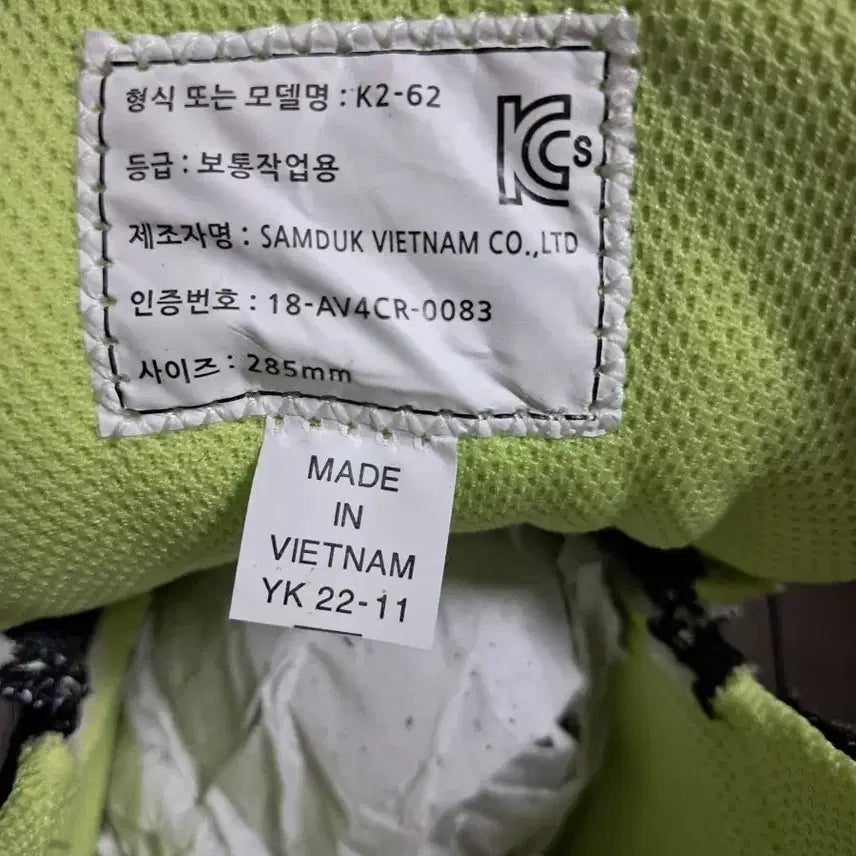 형식 또는 모델명 : K2-62
KCs
등급 : 보통작업용
제조자명 : SAMDUK VIETNAM CO.,LTD
인증번호 : 18-AV4CR-0083
사이즈 : 285mm
MADE
IN
VIETNAM
YK 22-11